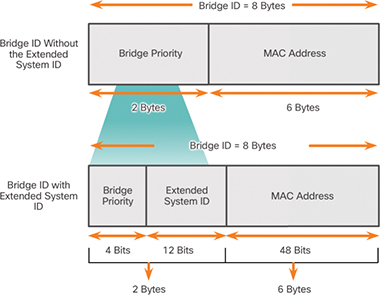 Bridge ID = 8 Bytes
Bridge ID Without
the Extended
System ID
Bridge Priority
MAC Address
2 Bytes
6 Bytes
Bridge ID = 8 Bytes
Bridge ID with
Extended System
ID
Bridge
Priority
Extended
System ID
MAC Address
4 Bits
12 Bits
48 Bits
2 Bytes
6 Bytes